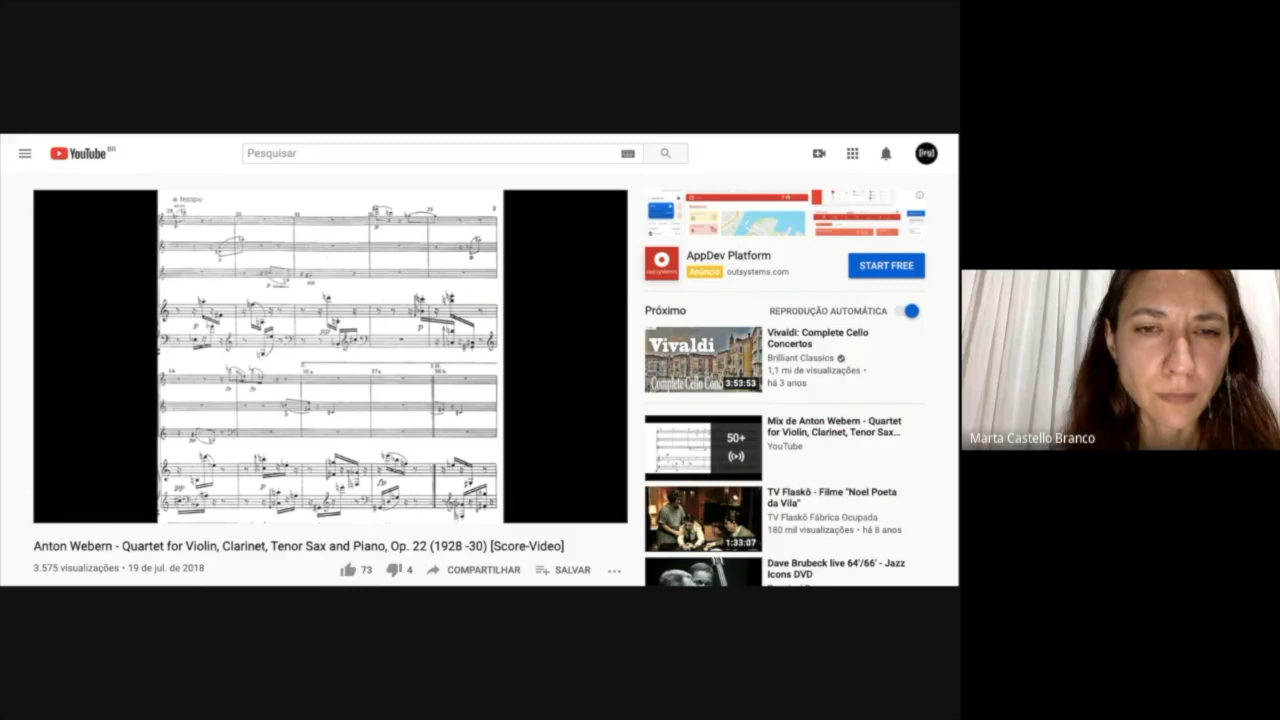 YouTube BR
Pesquisar
[irg]
a tempo
AppDev Platform
Anúncio outsystems.com
START FREE
Próximo
REPRODUÇÃO AUTOMÁTICA
Vivaldi
Complete Cello
3:53:53
Vivaldi: Complete Cello
Concertos
Brilliant Classics
1,1 mi de visualizações •
há 3 anos
50+
Mix de Anton Webern - Quartet
for Violin, Clarinet, Tenor Sax...
YouTube
1:33:07
TV Flaskô - Filme "Noel Poeta
da Vila"
TV Flaskô Fábrica Ocupada
180 mil visualizações • há 8 anos
Dave Brubeck live 64'/66' - Jazz
Icons DVD
Anton Webern - Quartet for Violin, Clarinet, Tenor Sax and Piano, Op. 22 (1928 -30) [Score-Video]
3.575 visualizações • 19 de jul. de 2018
73
4
COMPARTILHAR
SALVAR
Marta Castello Branco